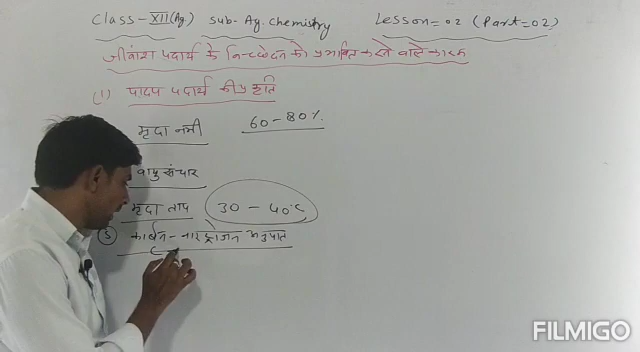 Class-XII(Ag.) Sub-Ag. Chemistry Lesson=02 (Part=02)
जीवांश पदार्थ के विच्छेदन को प्रभावित करने वाले कारक
(1) पादप पदार्थ की प्रकृति
मृदा नमी 60-80%.
वायु संचार
मृदा ताप 30-40°C
5 कार्बन-नाइट्रोजन अनुपात
C
FILMIGO